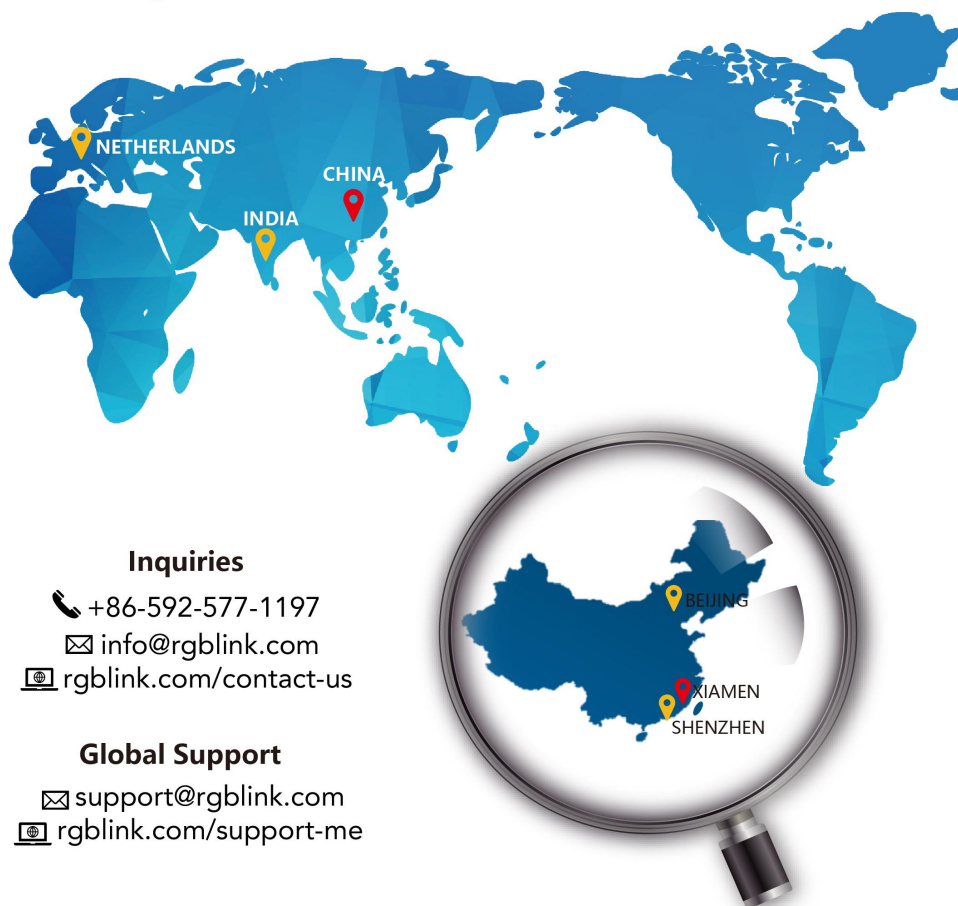 NETHERLANDS
CHINA
INDIA
Inquiries
+86-592-577-1197
info@rgblink.com
rgblink.com/contact-us
Global Support
support@rgblink.com
rgblink.com/support-me
BEIJING
XIAMEN
SHENZHEN